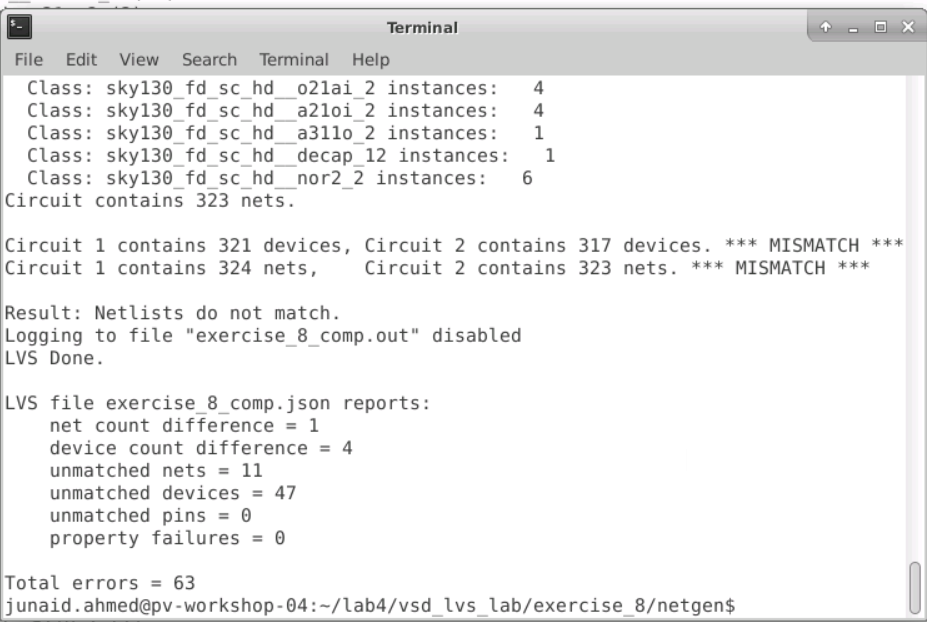 Terminal
File Edit View Search Terminal Help
  Class: sky130_fd_sc_hd__o21ai_2 instances:   4
  Class: sky130_fd_sc_hd__a21oi_2 instances:   4
  Class: sky130_fd_sc_hd__a311o_2 instances:   1
  Class: sky130_fd_sc_hd__decap_12 instances:   1
  Class: sky130_fd_sc_hd__nor2_2 instances:   6
Circuit contains 323 nets.

Circuit 1 contains 321 devices, Circuit 2 contains 317 devices. *** MISMATCH ***
Circuit 1 contains 324 nets,    Circuit 2 contains 323 nets. *** MISMATCH ***

Result: Netlists do not match.
Logging to file "exercise_8_comp.out" disabled
LVS Done.

LVS file exercise_8_comp.json reports:
    net count difference = 1
    device count difference = 4
    unmatched nets = 11
    unmatched devices = 47
    unmatched pins = 0
    property failures = 0

Total errors = 63
junaid.ahmed@pv-workshop-04:~/lab4/vsd_lvs_lab/exercise_8/netgen$